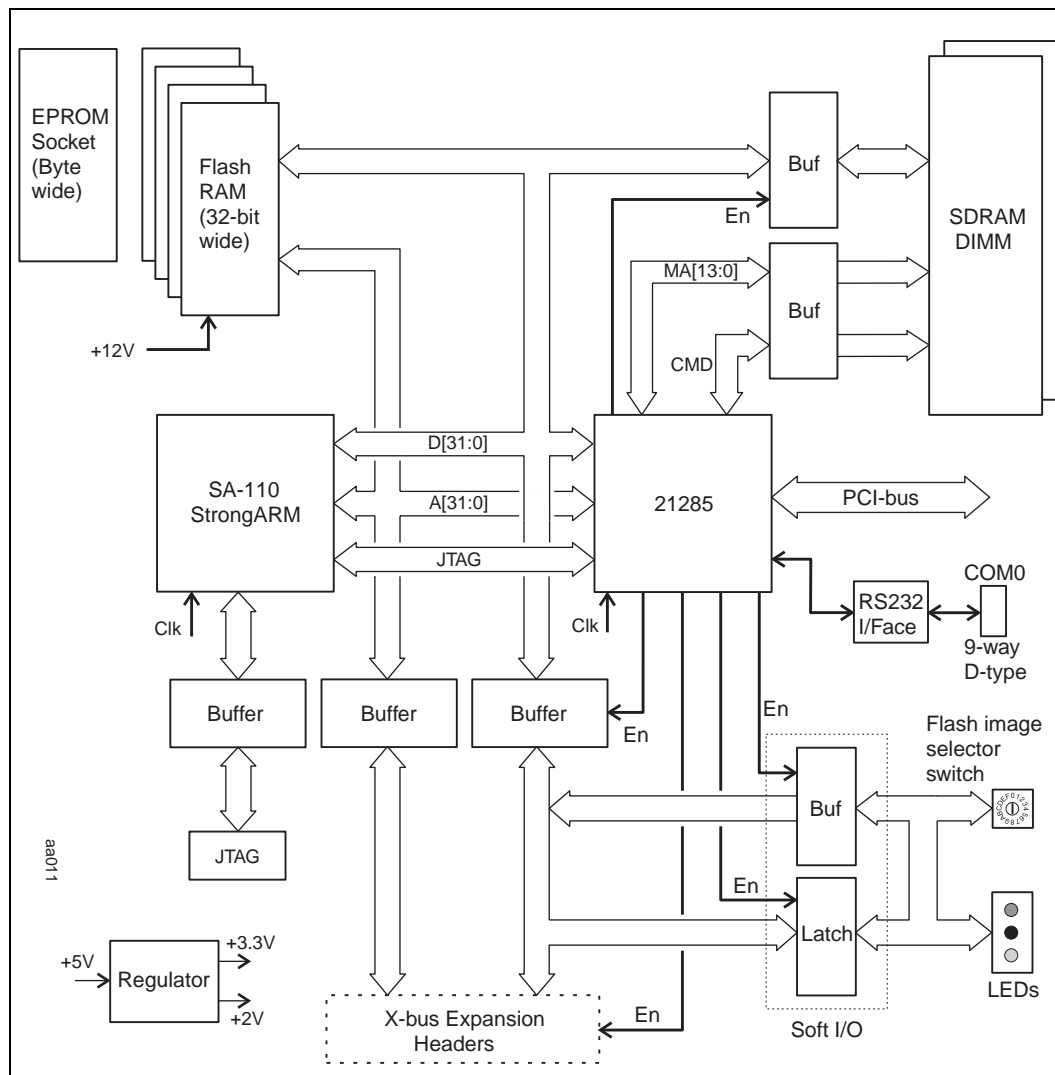 EPROM
Socket
(Byte
wide)
Flash
RAM
(32-bit
wide)
+12V
Buf
En
SDRAM
DIMM
MA[13:0]
Buf
CMD
SA-110
StrongARM
D[31:0]
A[31:0]
JTAG
21285
PCI-bus
Clk
Clk
RS232
I/Face
COM0
9-way
D-type
Buffer
Buffer
Buffer
En
En
Flash image
selector
switch
Buf
0123456789ABCDEF
JTAG
aa011
En
Latch
LEDs
+5V
Regulator
+3.3V
+2V
X-bus Expansion
Headers
En
Soft I/O